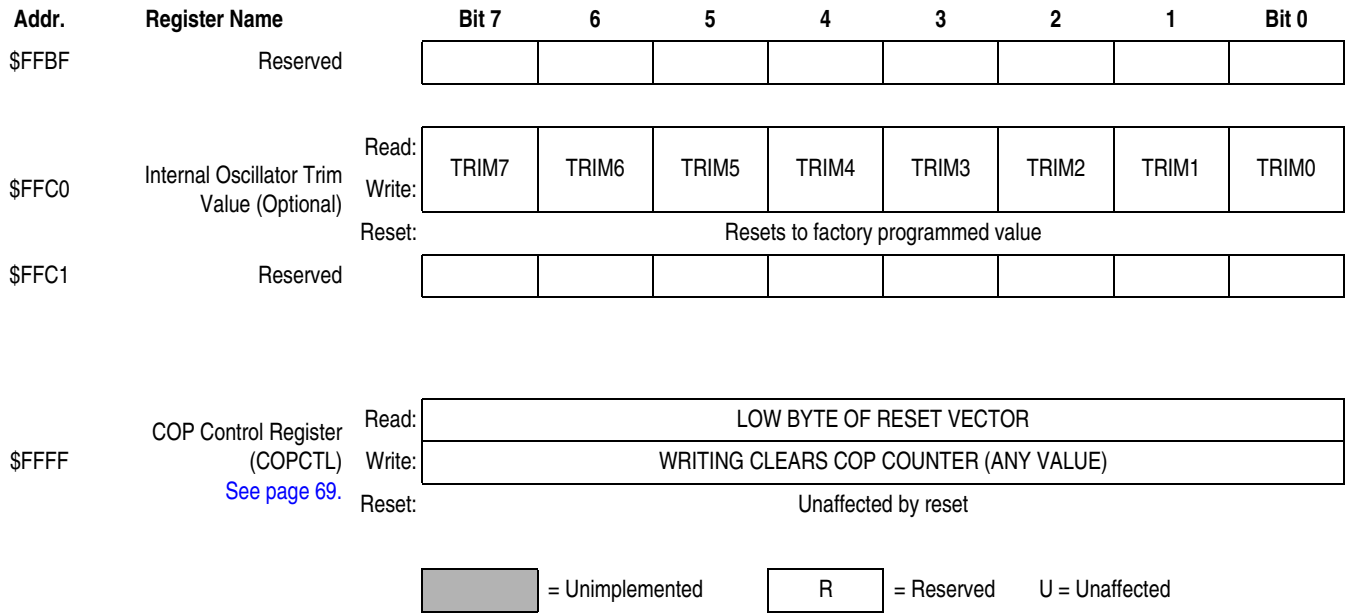 Addr. Register Name Bit 7 6 5 4 3 2 1 Bit 0
$FFBF Reserved
$FFC0 Internal Oscillator Trim
Value (Optional)
Read:
Write:
TRIM7 TRIM6 TRIM5 TRIM4 TRIM3 TRIM2 TRIM1 TRIM0
Reset: Resets to factory programmed value
$FFC1 Reserved
$FFFF COP Control Register
(COPCTL)
See page 69.
Read: LOW BYTE OF RESET VECTOR
Write: WRITING CLEARS COP COUNTER (ANY VALUE)
Reset: Unaffected by reset
= Unimplemented R = Reserved U = Unaffected